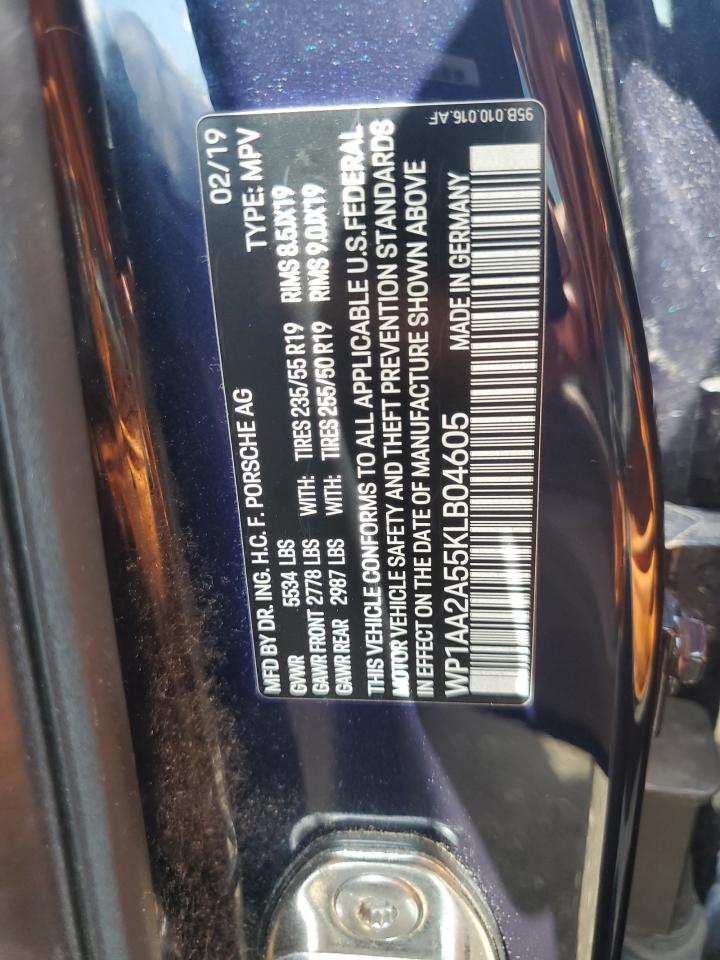 02/19
MFD BY DR. ING. H.C. F. PORSCHE AG TYPE: MPV
GVWR 5534 LBS
GAWR FRONT 2778 LBS WITH: TIRES 235/55 R19 RIMS 8.5JX19
GAWR REAR 2987 LBS WITH: TIRES 255/50 R19 RIMS 9.0JX19
THIS VEHICLE CONFORMS TO ALL APPLICABLE U.S.FEDERAL
MOTOR VEHICLE SAFETY AND THEFT PREVENTION STANDARDS
IN EFFECT ON THE DATE OF MANUFACTURE SHOWN ABOVE
WP1AA2A55KLB04605 MADE IN GERMANY
95B.010.016.AF